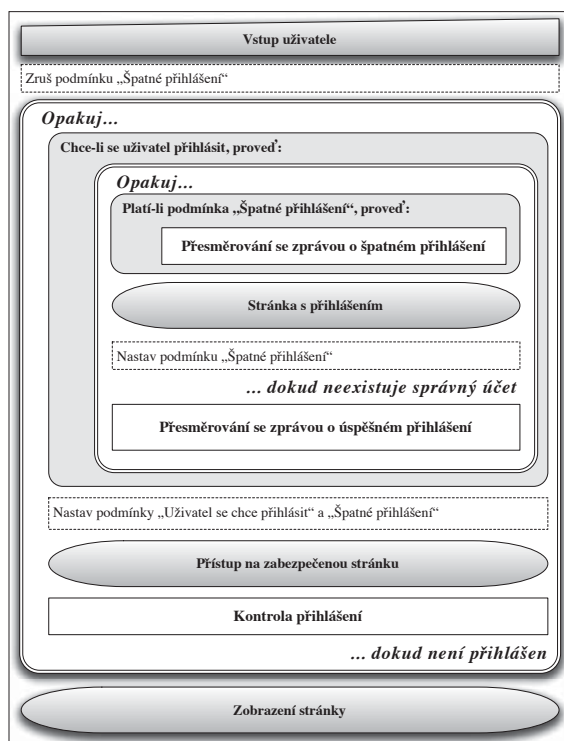 Vstup uživatele
Zruš podmínku „Špatné přihlášení“
Opakuj...
Chce-li se uživatel přihlásit, proveď:
Opakuj...
Platí-li podmínka „Špatné přihlášení“, proveď:
Přesměrování se zprávou o špatném přihlášení
Stránka s přihlášením
Nastav podmínku „Špatné přihlášení“
... dokud neexistuje správný účet
Přesměrování se zprávou o úspěšném přihlášení
Nastav podmínky „Uživatel se chce přihlásit“ a „Špatné přihlášení“
Přístup na zabezpečenou stránku
Kontrola přihlášení
... dokud není přihlášen
Zobrazení stránky